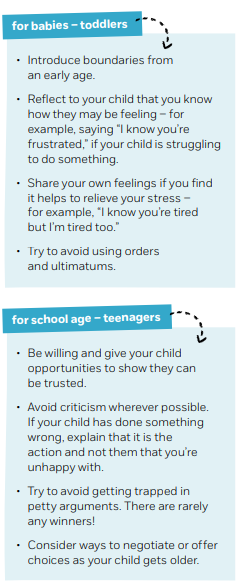 for babies – toddlers
• Introduce boundaries from
an early age.
• Reflect to your child that you know
how they may be feeling – for
example, saying “I know you’re
frustrated,” if your child is struggling
to do something.
• Share your own feelings if you find
it helps to relieve your stress –
for example, “I know you’re tired
but I’m tired too.”
• Try to avoid using orders
and ultimatums.
for school age – teenagers
• Be willing and give your child
opportunities to show they can
be trusted.
• Avoid criticism wherever possible.
If your child has done something
wrong, explain that it is the
action and not them that you’re
unhappy with.
• Try to avoid getting trapped in
petty arguments. There are rarely
any winners!
• Consider ways to negotiate or offer
choices as your child gets older.